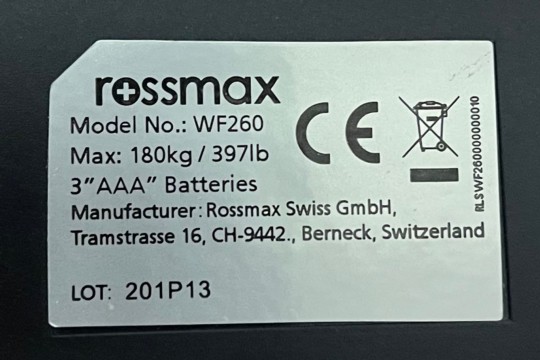 rossmax
Model No.: WF260
Max: 180kg / 397lb
3"AAA" Batteries
Manufacturer: Rossmax Swiss GmbH,
Tramstrasse 16, CH-9442., Berneck, Switzerland
LOT: 201P13
CE
RLSWF2600000000010